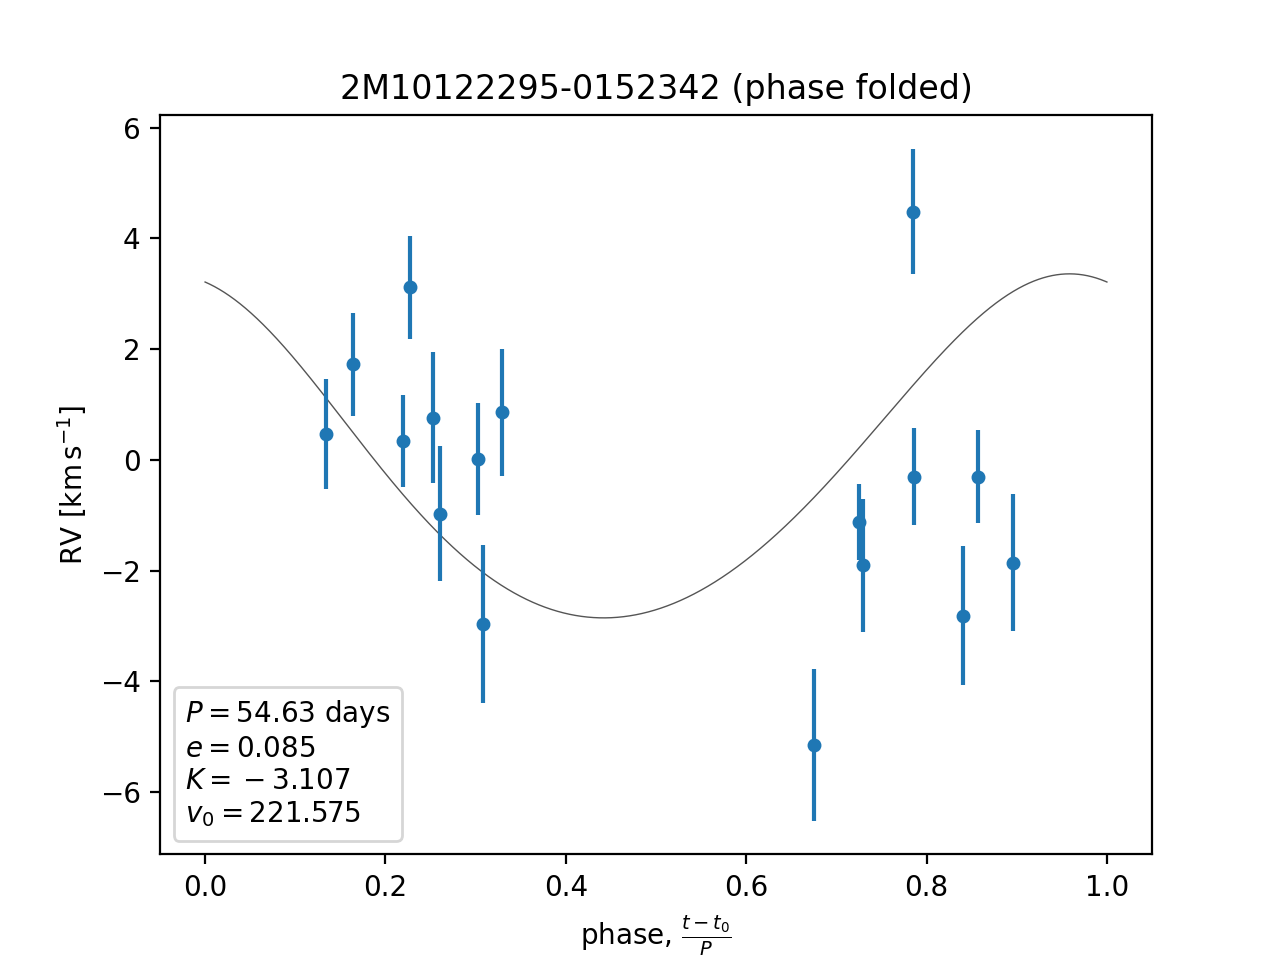 2M10122295-0152342 (phase folded)
RV [km s⁻¹]
6
4
2
0
−2
−4
−6
P = 54.63 days
e = 0.085
K = −3.107
v₀ = 221.575
0.0 0.2 0.4 0.6 0.8 1.0
phase, (t − t₀)/P